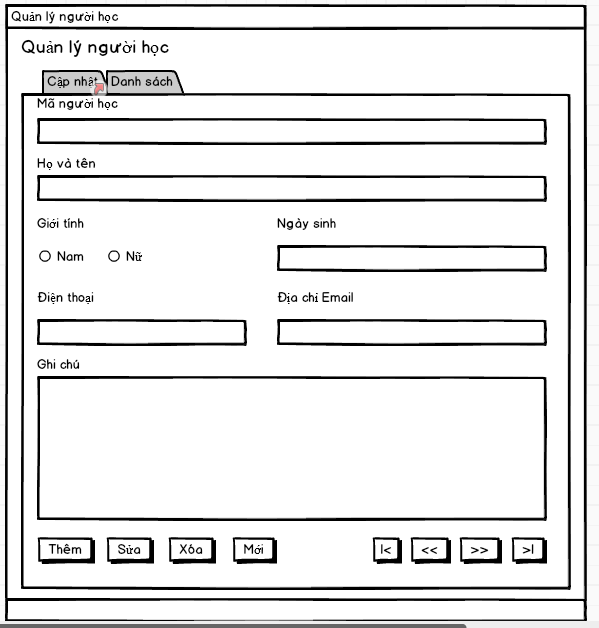 Quản lý người học
Quản lý người học
Cập nhật Danh sách
Mã người học
Họ và tên
Giới tính Ngày sinh
Nam Nữ
Điện thoại Địa chỉ Email
Ghi chú
Thêm Sửa Xóa Mới |< << >> >|